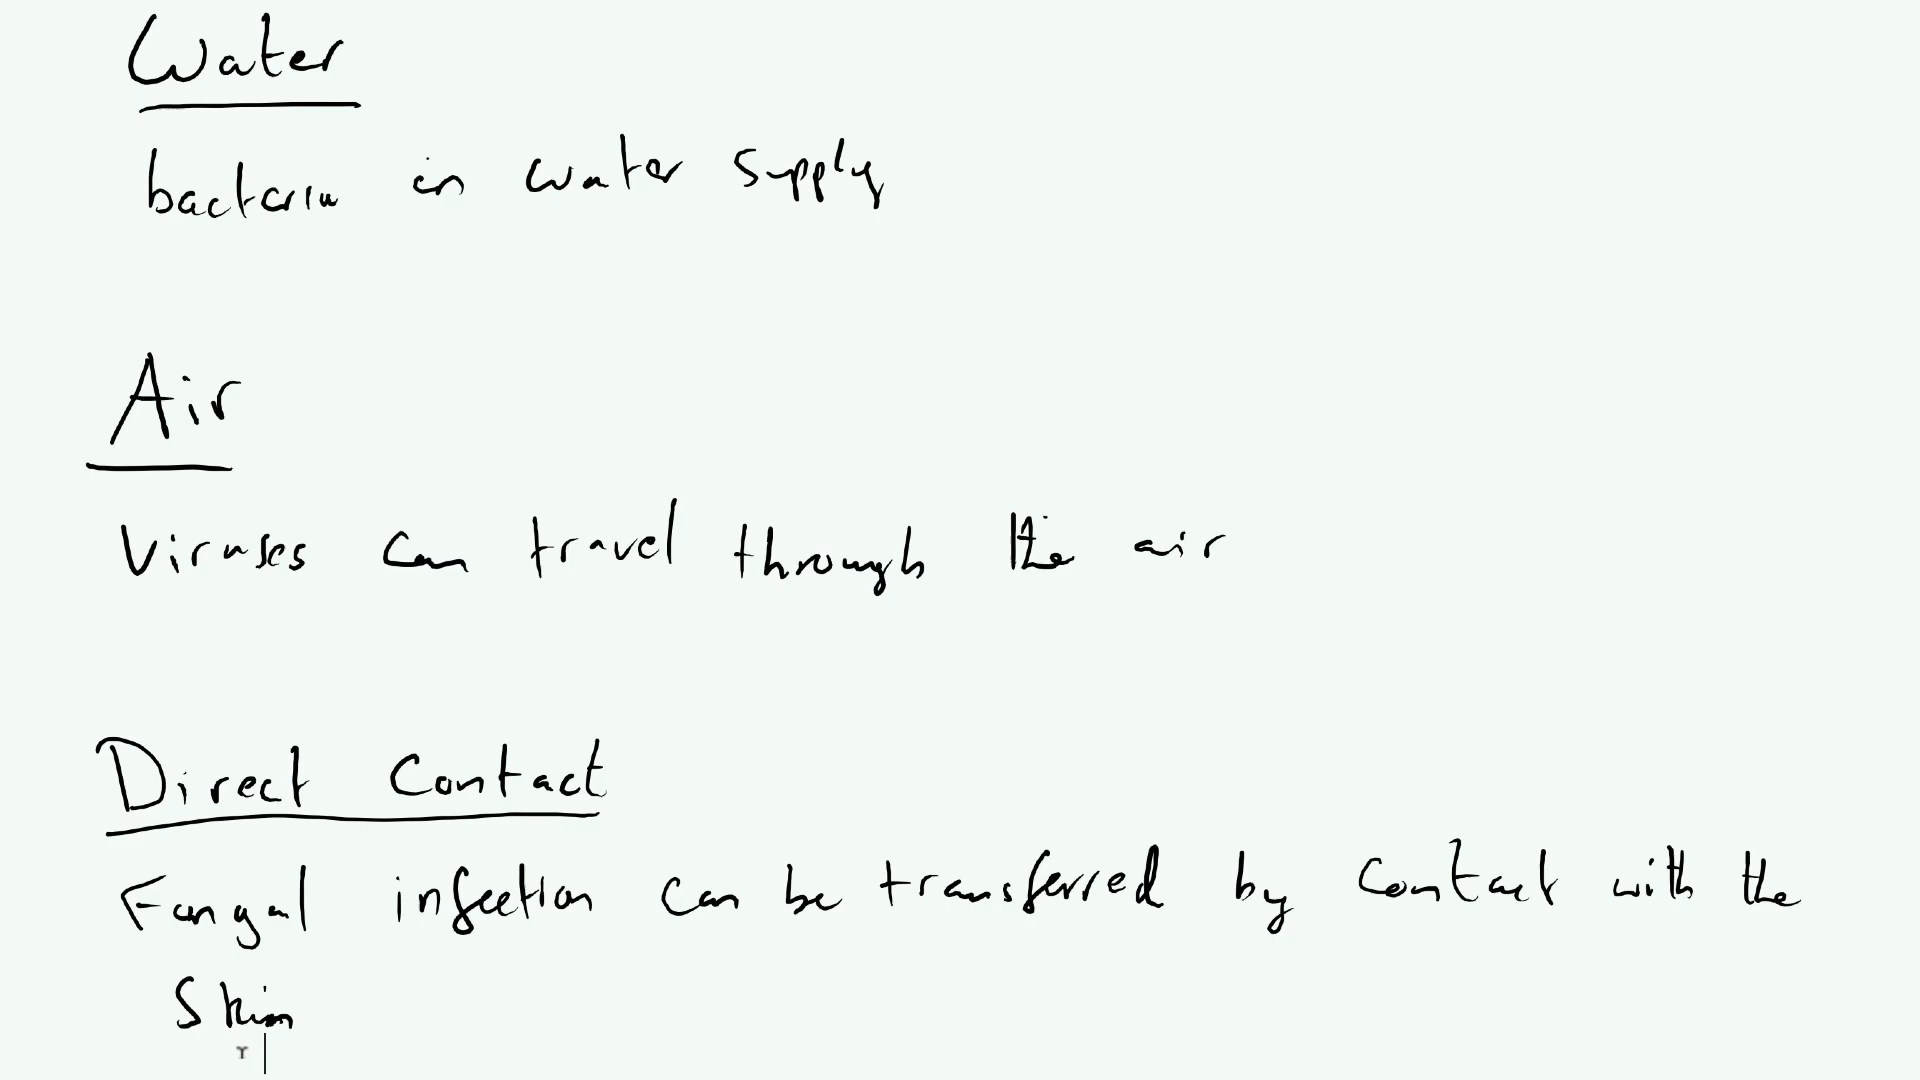 Water
bacteria in water supply
Air
Viruses can travel through the air
Direct Contact
Fungal infection can be transferred by contact with the
Skin